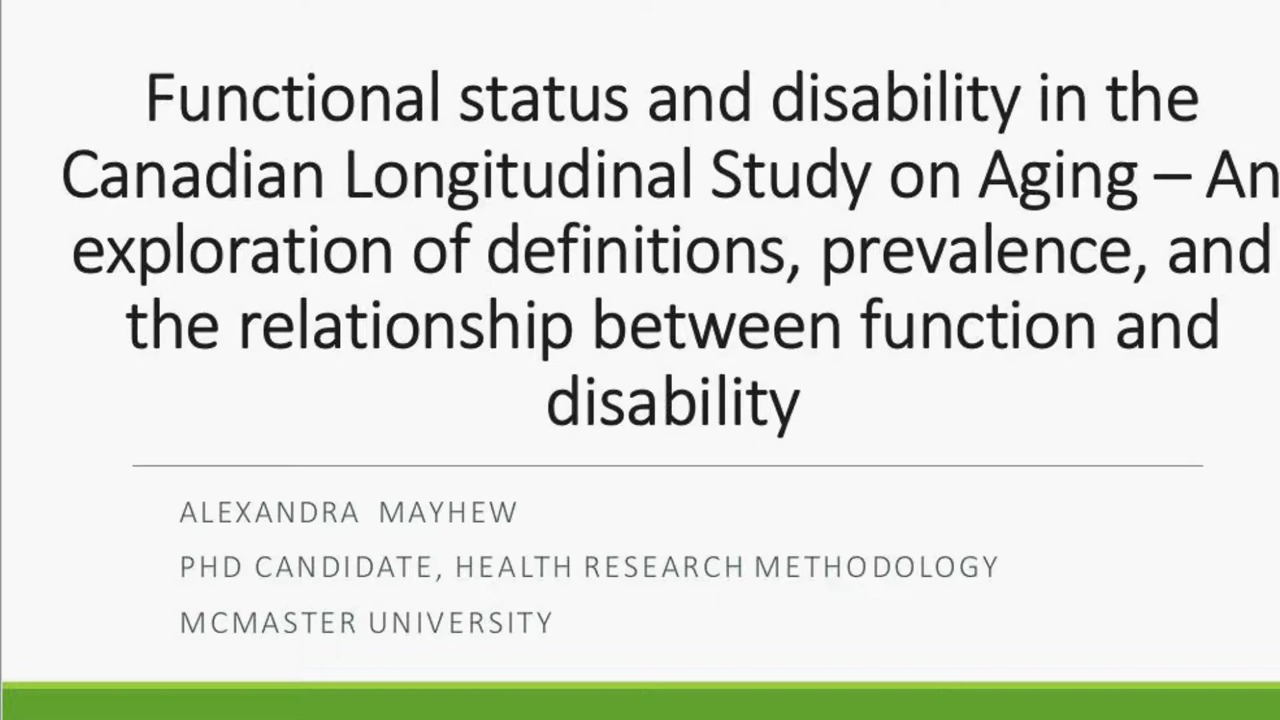 Functional status and disability in the
Canadian Longitudinal Study on Aging – An
exploration of definitions, prevalence, and
the relationship between function and
disability
ALEXANDRA MAYHEW
PHD CANDIDATE, HEALTH RESEARCH METHODOLOGY
MCMASTER UNIVERSITY